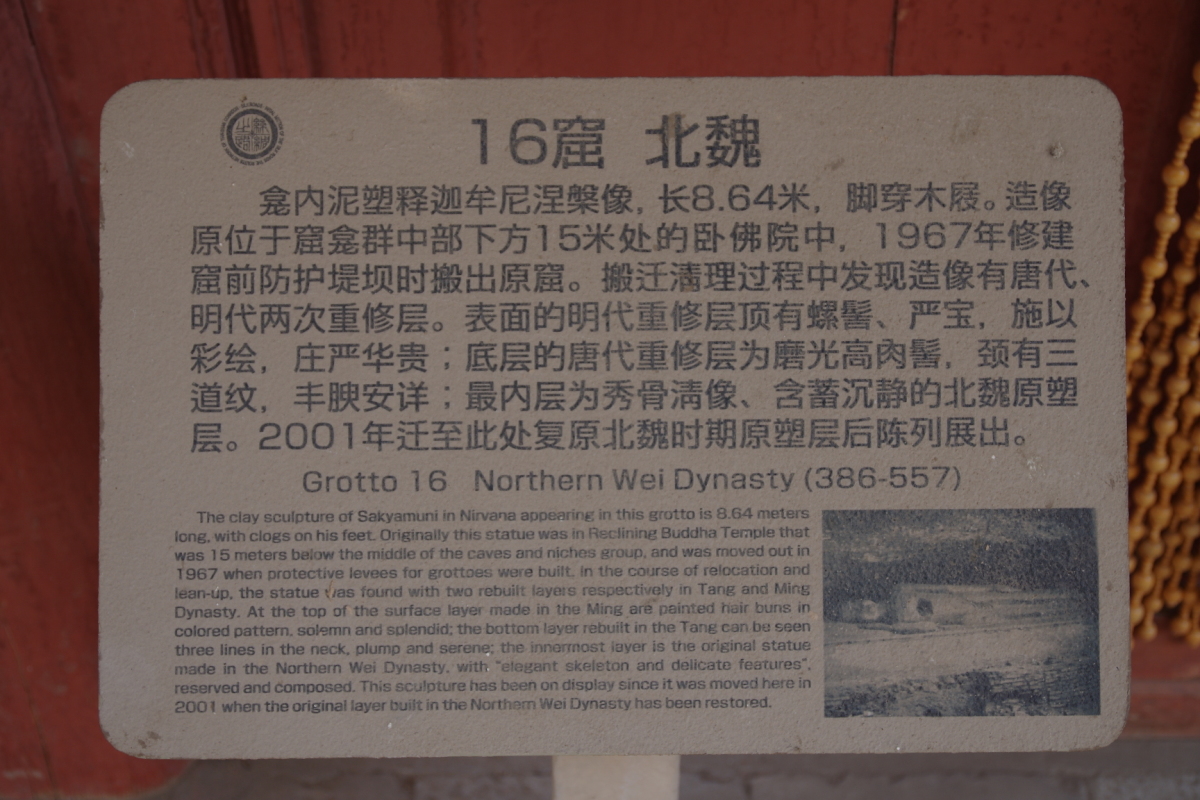 16窟 北魏
龛内泥塑释迦牟尼涅槃像，长8.64米，脚穿木屐。造像
原位于窟龛群中部下方15米处的卧佛院中，1967年修建
窟前防护堤坝时搬出原窟。搬迁清理过程中发现造像有唐代、
明代两次重修层。表面的明代重修层顶有螺髻、严宝，施以
彩绘，庄严华贵；底层的唐代重修层为磨光高肉髻，颈有三
道纹，丰腴安详；最内层为秀骨清像、含蓄沉静的北魏原塑
层。2001年迁至此处复原北魏时期原塑层后陈列展出。
Grotto 16 Northern Wei Dynasty (386-557)
The clay sculpture of Sakyamuni in Nirvana appearing in this grotto is 8.64 meters
long, with clogs on his feet. Originally this statue was in Reclining Buddha Temple that
was 15 meters below the middle of the caves and niches group, and was moved out in
1967 when protective levees for grottoes were built. In the course of relocation and
lean-up, the statue was found with two rebuilt layers respectively in Tang and Ming
Dynasty. At the top of the surface layer made in the Ming are painted hair buns in
colored pattern, solemn and splendid; the bottom layer rebuilt in the Tang can be seen
three lines in the neck, plump and serene; the innermost layer is the original statue
made in the Northern Wei Dynasty, with "elegant skeleton and delicate features",
reserved and composed. This sculpture has been on display since it was moved here in
2001 when the original layer built in the Northern Wei Dynasty has been restored.